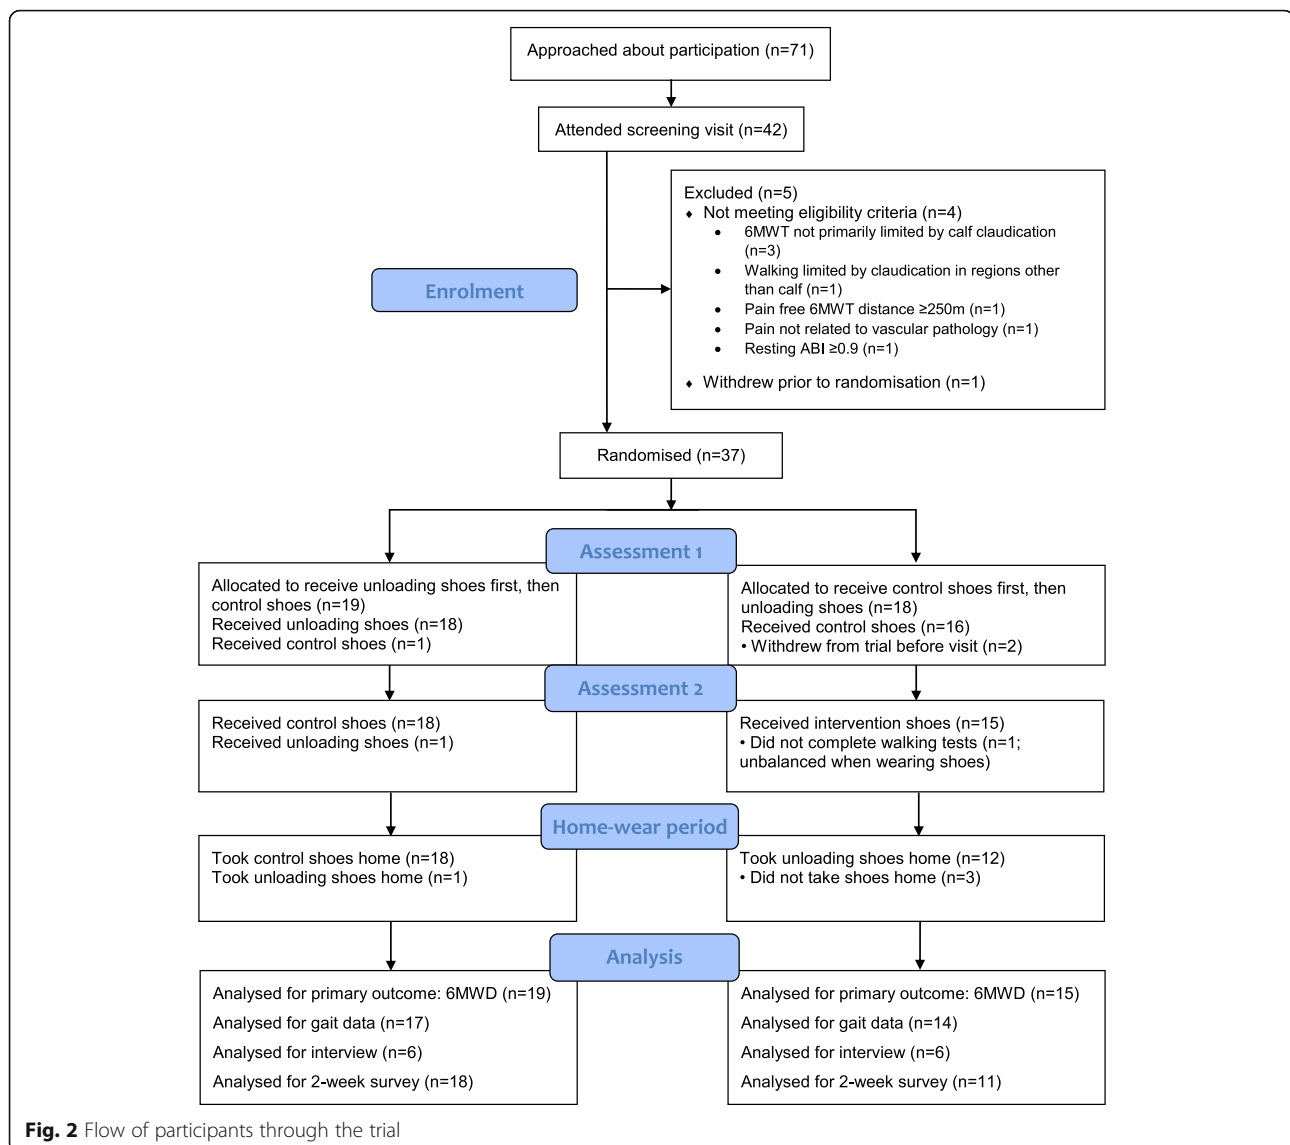 Approached about participation (n=71)
Attended screening visit (n=42)
Excluded (n=5)
♦ Not meeting eligibility criteria (n=4)
• 6MWT not primarily limited by calf claudication
(n=3)
• Walking limited by claudication in regions other
than calf (n=1)
• Pain free 6MWT distance ≥250m (n=1)
• Pain not related to vascular pathology (n=1)
• Resting ABI ≥0.9 (n=1)
♦ Withdrew prior to randomisation (n=1)
Enrolment
Randomised (n=37)
Assessment 1
Allocated to receive unloading shoes first, then
control shoes (n=19)
Received unloading shoes (n=18)
Received control shoes (n=1)
Allocated to receive control shoes first, then
unloading shoes (n=18)
Received control shoes (n=16)
• Withdrew from trial before visit (n=2)
Assessment 2
Received control shoes (n=18)
Received unloading shoes (n=1)
Received intervention shoes (n=15)
• Did not complete walking tests (n=1;
unbalanced when wearing shoes)
Home-wear period
Took control shoes home (n=18)
Took unloading shoes home (n=1)
Took unloading shoes home (n=12)
• Did not take shoes home (n=3)
Analysis
Analysed for primary outcome: 6MWD (n=19)
Analysed for gait data (n=17)
Analysed for interview (n=6)
Analysed for 2-week survey (n=18)
Analysed for primary outcome: 6MWD (n=15)
Analysed for gait data (n=14)
Analysed for interview (n=6)
Analysed for 2-week survey (n=11)
Fig. 2 Flow of participants through the trial